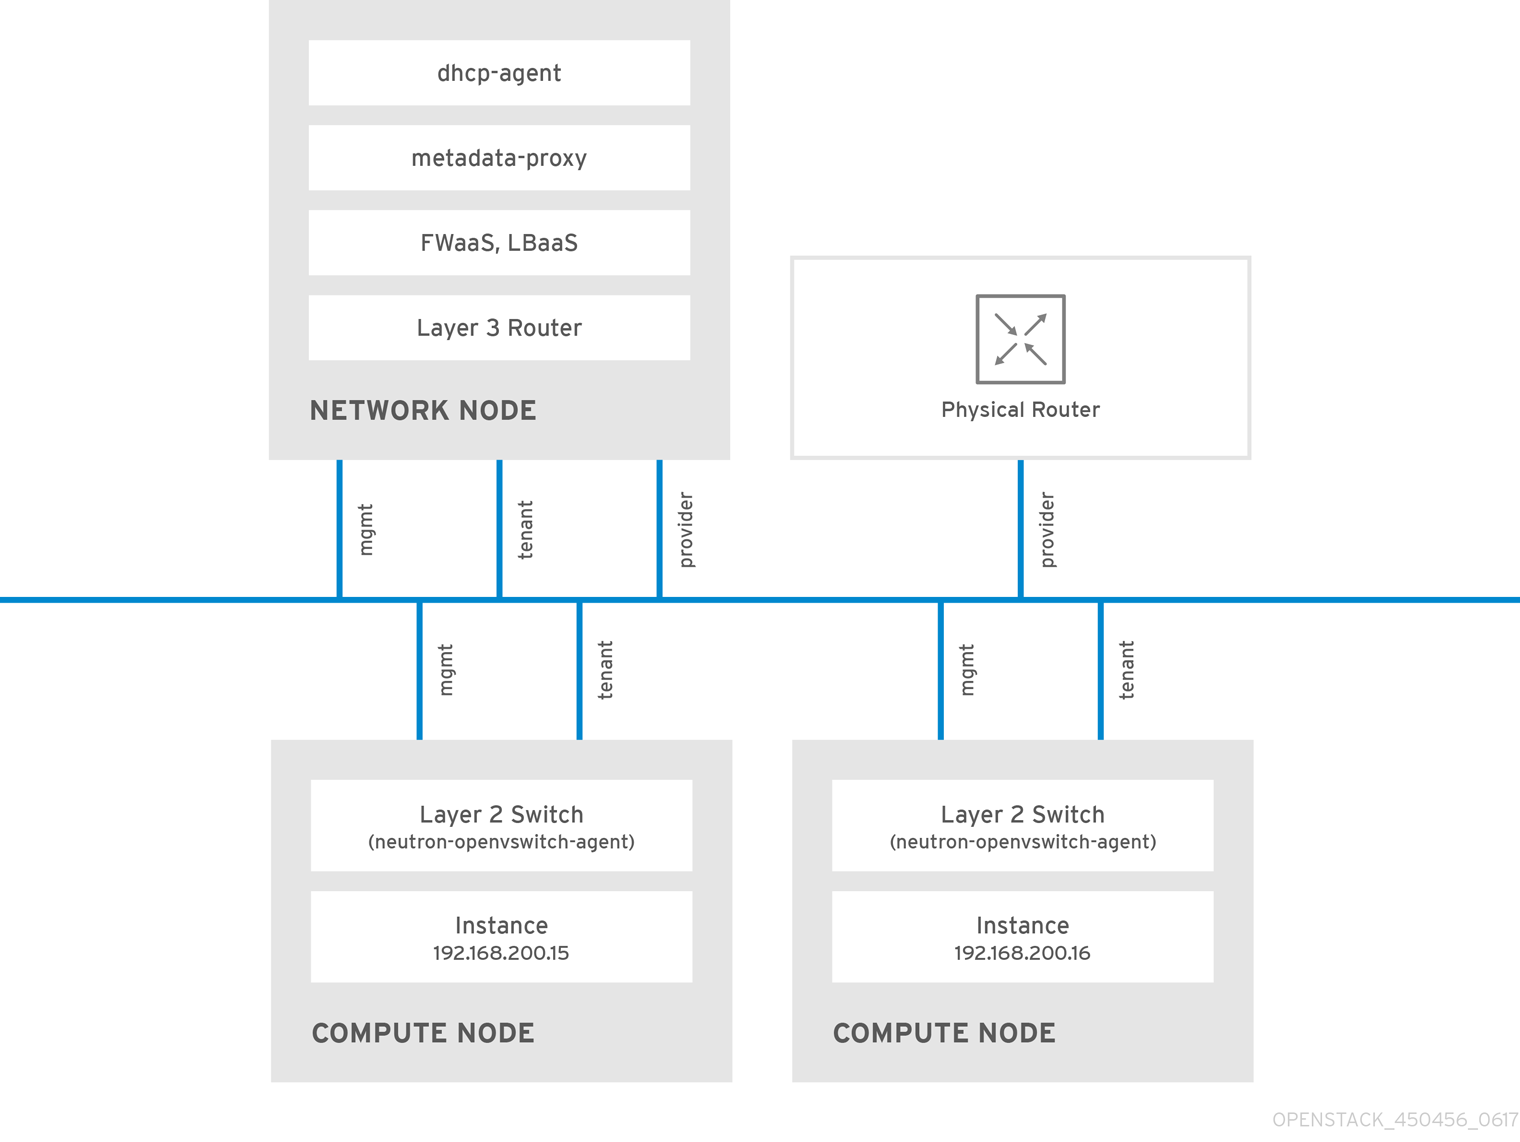 dhcp-agent
metadata-proxy
FWaaS, LBaaS
Layer 3 Router
NETWORK NODE
Physical Router
mgmt
tenant
provider
provider
mgmt
tenant
mgmt
tenant
Layer 2 Switch
(neutron-openvswitch-agent)
Instance
192.168.200.15
COMPUTE NODE
Layer 2 Switch
(neutron-openvswitch-agent)
Instance
192.168.200.16
COMPUTE NODE
OPENSTACK_450456_0617